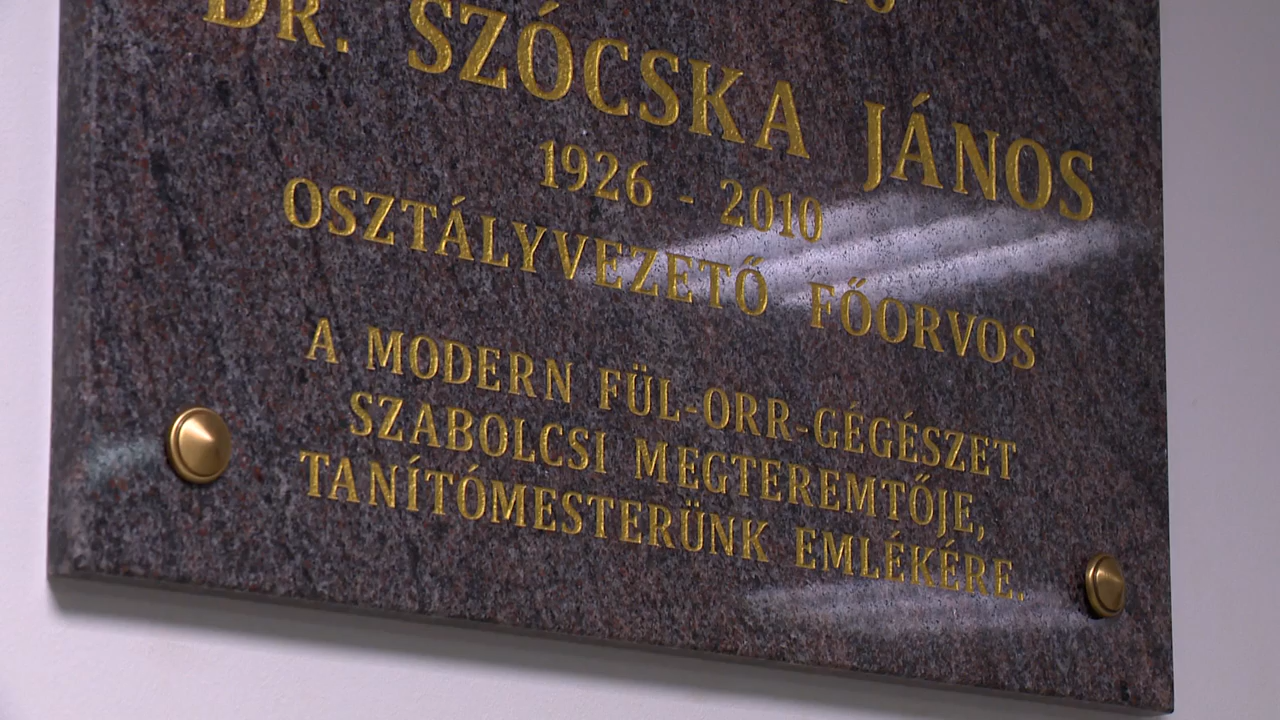 DR. SZÓCSKA JÁNOS
1926 - 2010
OSZTÁLYVEZETŐ FŐORVOS
A MODERN FÜL-ORR-GÉGÉSZET
SZABOLCSI MEGTEREMTŐJE,
TANÍTÓMESTERÜNK EMLÉKÉRE.